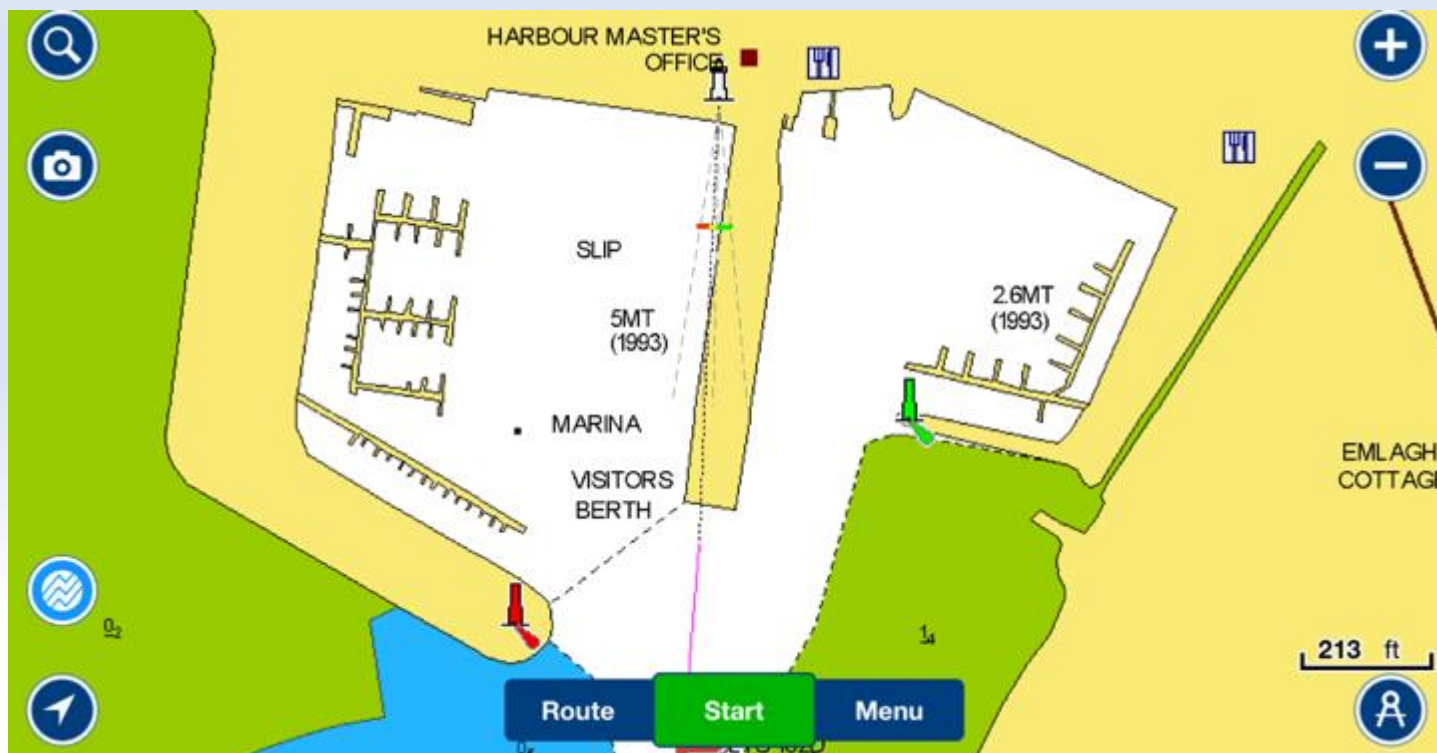 HARBOUR MASTER'S
OFFICE
SLIP
5MT
(1993)
2.6MT
(1993)
MARINA
VISITORS
BERTH
EMLAGH
COTTAGE
0₂
1₄
213 ft
Route
Start
Menu